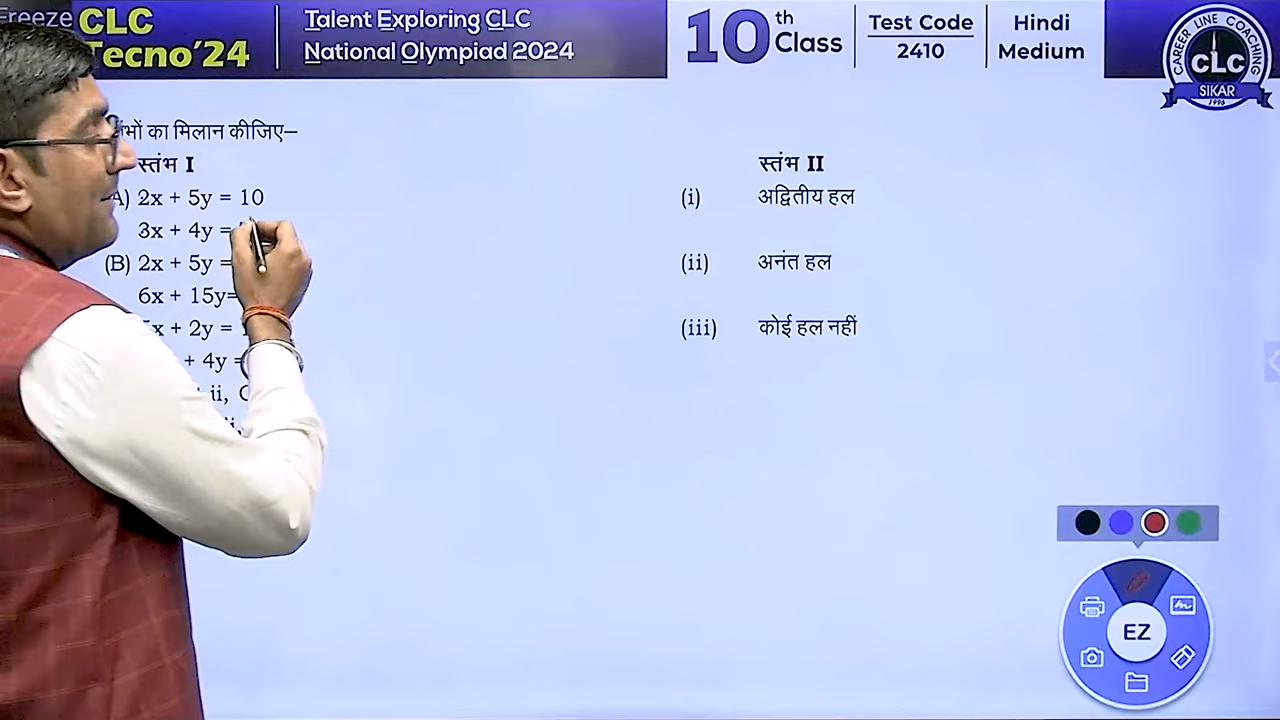 Freeze
CLC
Tecno'24
Talent Exploring CLC
National Olympiad 2024
10th Class
Test Code
2410
Hindi
Medium
CAREER LINE COACHING
CLC
SIKAR
1996
का मिलान कीजिए–
स्तंभ I
स्तंभ II
A) 2x + 5y = 10
(i) अद्वितीय हल
3x + 4y =
(B) 2x + 5y =
(ii) अनंत हल
6x + 15y=
x + 2y =
(iii) कोई हल नहीं
+ 4y =
ii,
EZ